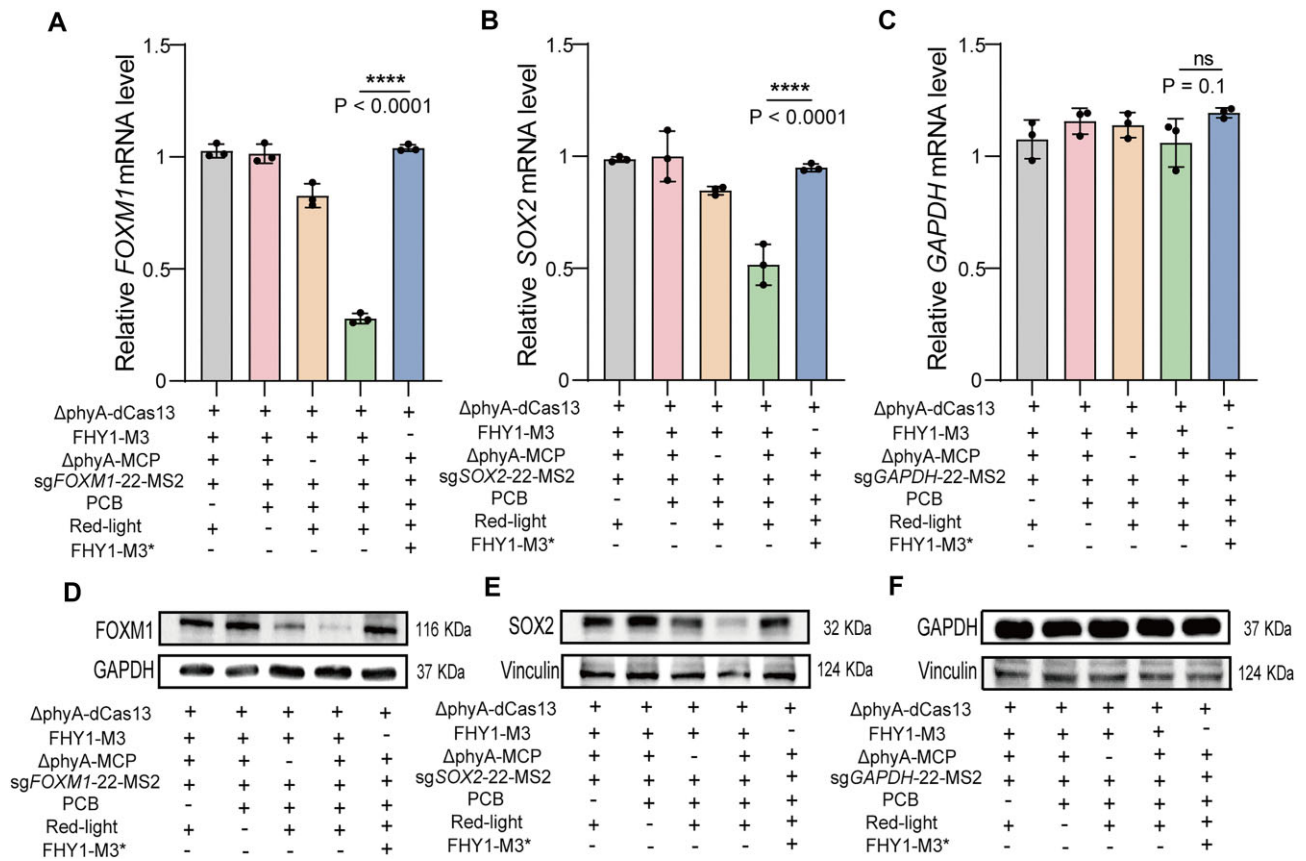 A
Relative FOXM1 mRNA level
1.5
1
0.5
0
****
P < 0.0001
ΔphyA-dCas13 + + + + +
FHY1-M3 + + + + -
ΔphyA-MCP + + - + +
sgFOXM1-22-MS2 + + + + +
PCB - + + + +
Red-light + - + + +
FHY1-M3* - - - - +
B
Relative SOX2 mRNA level
1.5
1
0.5
0
****
P < 0.0001
ΔphyA-dCas13 + + + + +
FHY1-M3 + + + + -
ΔphyA-MCP + + - + +
sgSOX2-22-MS2 + + + + +
PCB - + + + +
Red-light + - + + +
FHY1-M3* - - - - +
C
Relative GAPDH mRNA level
1.5
1
0.5
0
ns
P = 0.1
ΔphyA-dCas13 + + + + +
FHY1-M3 + + + + -
ΔphyA-MCP + + - + +
sgGAPDH-22-MS2 + + + + +
PCB - + + + +
Red-light + - + + +
FHY1-M3* - - - - +
D
FOXM1 116 KDa
GAPDH 37 KDa
ΔphyA-dCas13 + + + + +
FHY1-M3 + + + + -
ΔphyA-MCP + + - + +
sgFOXM1-22-MS2 + + + + +
PCB - + + + +
Red-light + - + + +
FHY1-M3* - - - - +
E
SOX2 32 KDa
Vinculin 124 KDa
ΔphyA-dCas13 + + + + +
FHY1-M3 + + + + -
ΔphyA-MCP + + - + +
sgSOX2-22-MS2 + + + + +
PCB - + + + +
Red-light + - + + +
FHY1-M3* - - - - +
F
GAPDH 37 KDa
Vinculin 124 KDa
ΔphyA-dCas13 + + + + +
FHY1-M3 + + + + -
ΔphyA-MCP + + - + +
sgGAPDH-22-MS2 + + + + +
PCB - + + + +
Red-light + - + + +
FHY1-M3* - - - - +